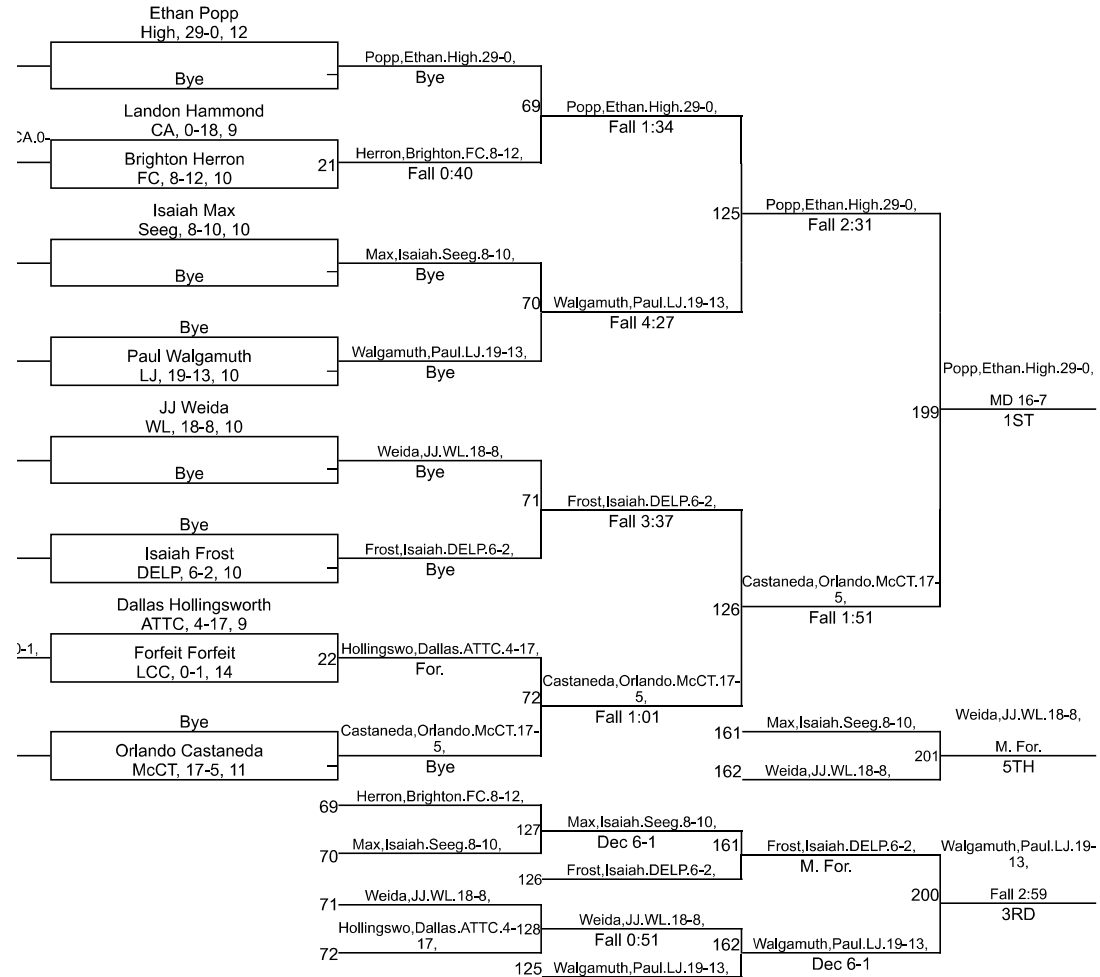 Ethan Popp
High, 29-0, 12
Bye
Popp,Ethan.High.29-0,
Bye
Landon Hammond
CA, 0-18, 9
CA.0-
Brighton Herron
FC, 8-12, 10
21
Herron,Brighton.FC.8-12,
Fall 0:40
69
Popp,Ethan.High.29-0,
Fall 1:34
Isaiah Max
Seeg, 8-10, 10
Bye
Max,Isaiah.Seeg.8-10,
Bye
Bye
Paul Walgamuth
LJ, 19-13, 10
Walgamuth,Paul.LJ.19-13,
Bye
70
Walgamuth,Paul.LJ.19-13,
Fall 4:27
125
Popp,Ethan.High.29-0,
Fall 2:31
JJ Weida
WL, 18-8, 10
Bye
Weida,JJ.WL.18-8,
Bye
Bye
Isaiah Frost
DELP, 6-2, 10
Frost,Isaiah.DELP.6-2,
Bye
71
Frost,Isaiah.DELP.6-2,
Fall 3:37
Dallas Hollingsworth
ATTC, 4-17, 9
0-1,
Forfeit Forfeit
LCC, 0-1, 14
22
Hollingswo,Dallas.ATTC.4-17,
For.
Bye
Orlando Castaneda
McCT, 17-5, 11
Castaneda,Orlando.McCT.17-
5,
Bye
72
Castaneda,Orlando.McCT.17-
5,
Fall 1:01
126
Castaneda,Orlando.McCT.17-
5,
Fall 1:51
199
Popp,Ethan.High.29-0,
MD 16-7
1ST
161
Max,Isaiah.Seeg.8-10,
162
Weida,JJ.WL.18-8,
201
Weida,JJ.WL.18-8,
M. For.
5TH
69
Herron,Brighton.FC.8-12,
70
Max,Isaiah.Seeg.8-10,
127
Max,Isaiah.Seeg.8-10,
Dec 6-1
126
Frost,Isaiah.DELP.6-2,
161
Frost,Isaiah.DELP.6-2,
M. For.
71
Weida,JJ.WL.18-8,
72
Hollingswo,Dallas.ATTC.4-
17,
128
Weida,JJ.WL.18-8,
Fall 0:51
125
Walgamuth,Paul.LJ.19-13,
162
Walgamuth,Paul.LJ.19-13,
Dec 6-1
200
Walgamuth,Paul.LJ.19-
13,
Fall 2:59
3RD